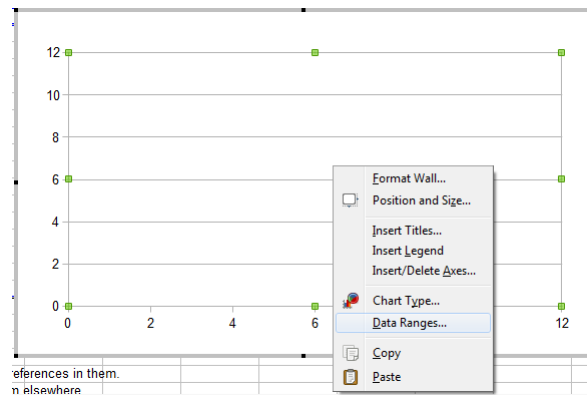 12
10
8
6
4
2
0
0 2 4 6 12
Format Wall...
Position and Size...
Insert Titles...
Insert Legend
Insert/Delete Axes...
Chart Type...
Data Ranges...
Copy
Paste
eferences in them.
m elsewhere